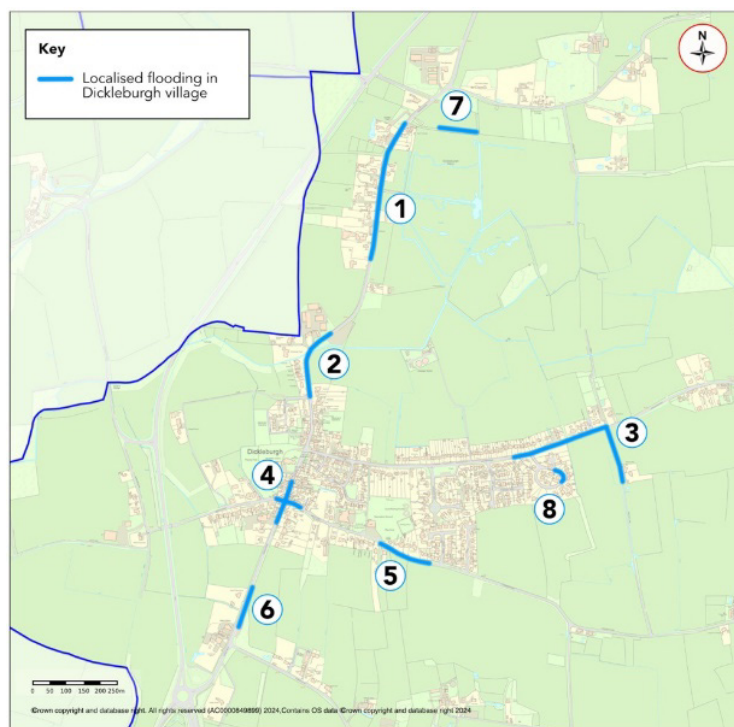 Key
N
Localised flooding in
Dickleburgh village
7
1
2
Dickleburgh
3
4
8
5
6
0 50 100 150 200 250m
©rown copyright and database right. All rights reserved (AC0000849899) 2024,Contains OS data ©rown copyright and database right 2024